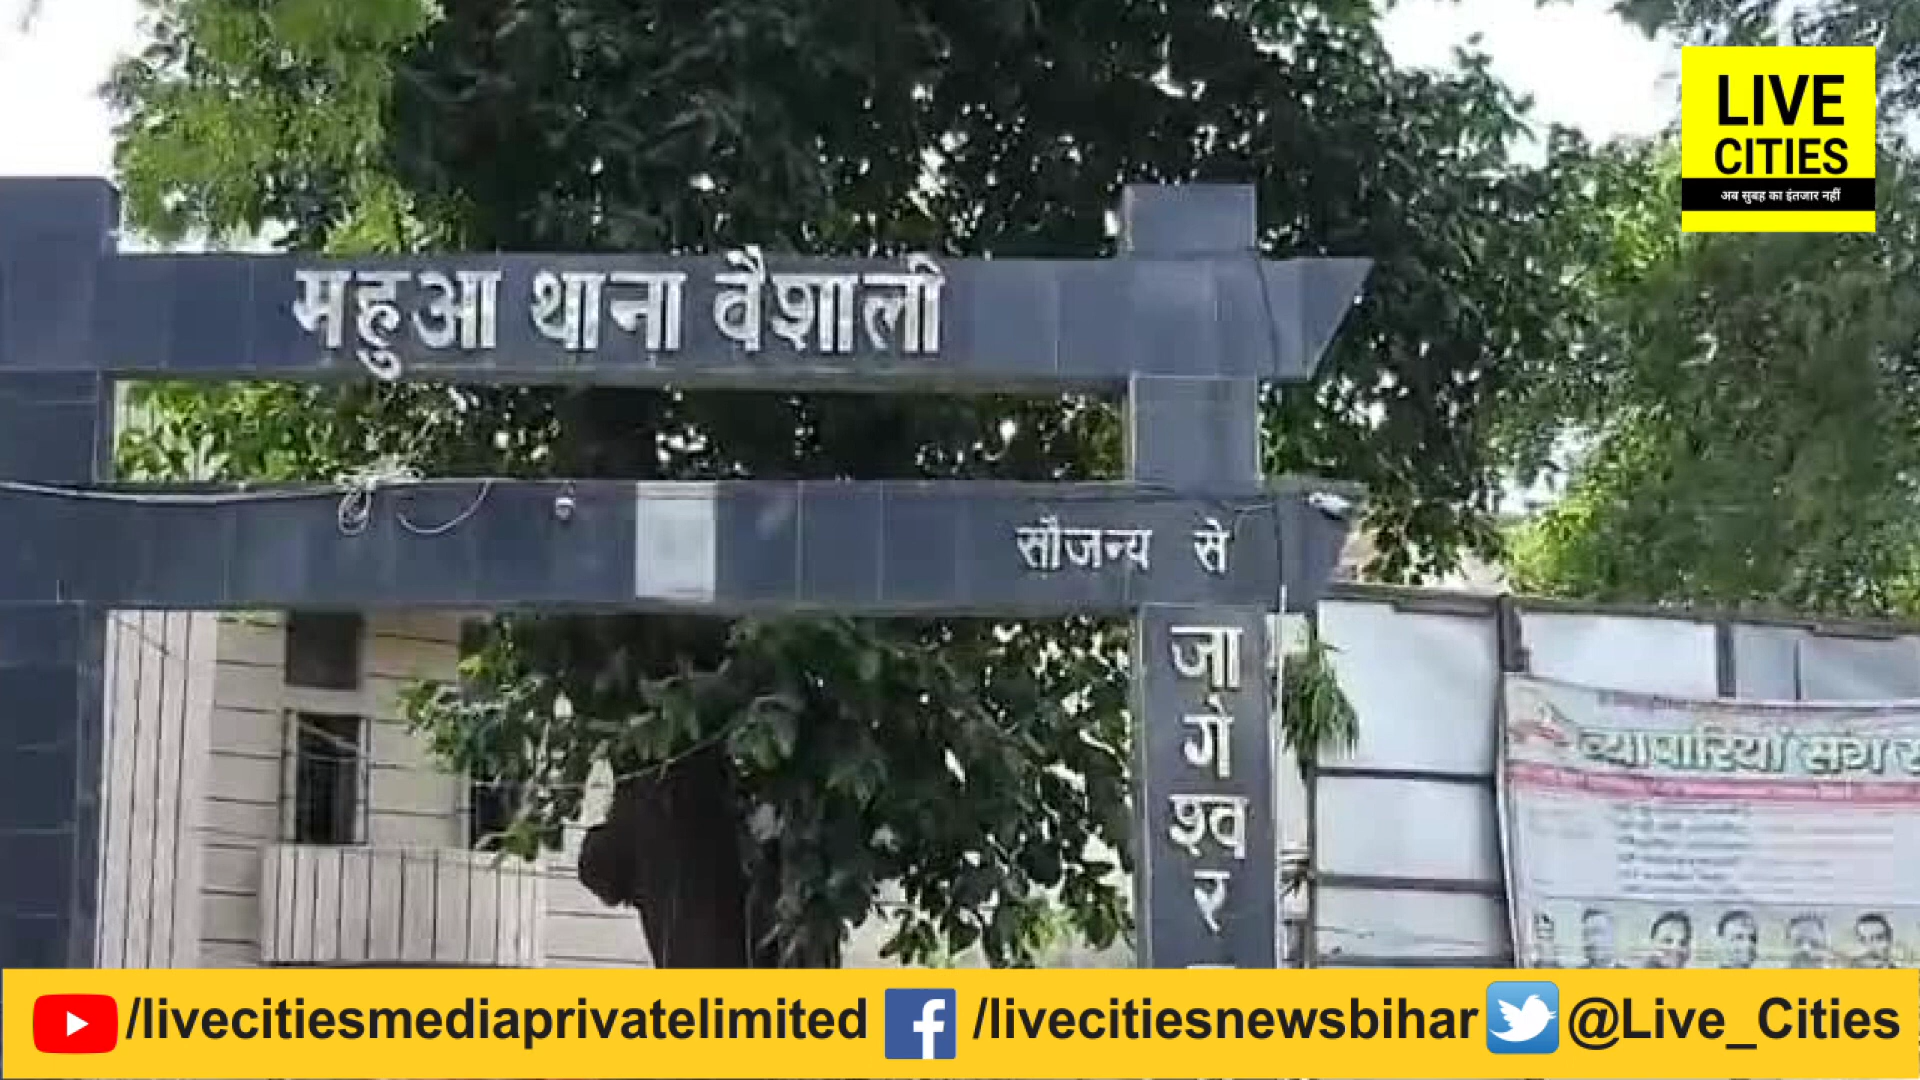 LIVE
CITIES
अब सुबह का इंतजार नहीं
महुआ थाना वैशाली
सौजन्य से
जा
गे
श्व
र
व्यापारियों संग
/livecitiesmediaprivatelimited /livecitiesnewsbihar @Live_Cities